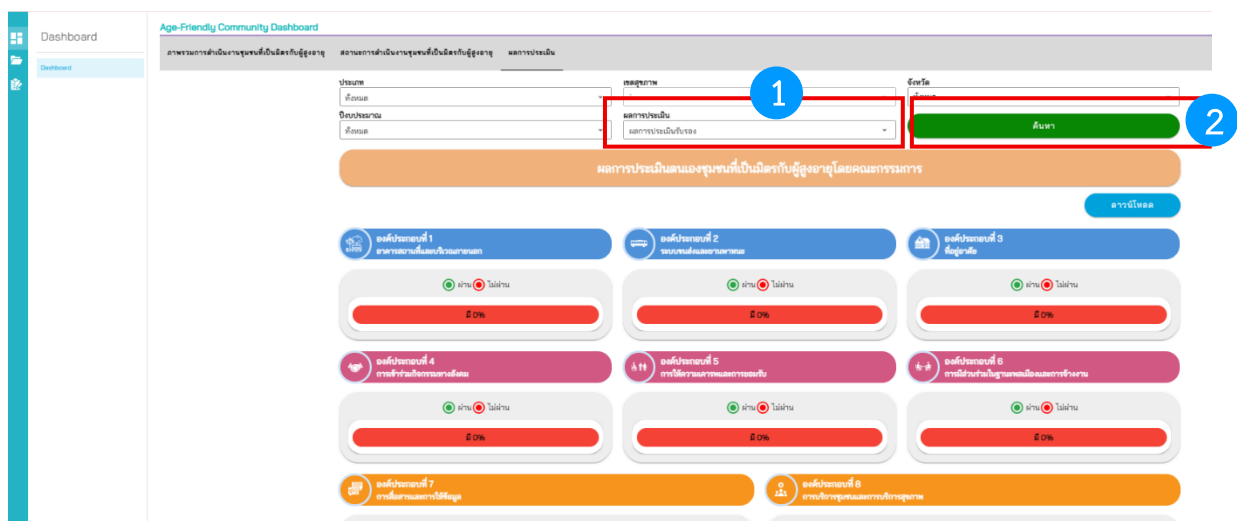 Dashboard
Dashboard
Age-Friendly Community Dashboard
ภาพรวมการดำเนินงานชุมชนที่เป็นมิตรกับผู้สูงอายุ สถานะการดำเนินงานชุมชนที่เป็นมิตรกับผู้สูงอายุ ผลการประเมิน
ประเภท เขตสุขภาพ จังหวัด
ทั้งหมด ทั้งหมด
1
ปีงบประมาณ ผลการประเมิน
ทั้งหมด ผลการประเมินรับรอง ค้นหา
2
ผลการประเมินตนเองชุมชนที่เป็นมิตรกับผู้สูงอายุโดยคณะกรรมการ
ดาวน์โหลด
องค์ประกอบที่ 1 องค์ประกอบที่ 2 องค์ประกอบที่ 3
อาคารสถานที่และบริเวณภายนอก ระบบขนส่งและยานพาหนะ ที่อยู่อาศัย
ผ่าน ไม่ผ่าน ผ่าน ไม่ผ่าน ผ่าน ไม่ผ่าน
มี 0% มี 0% มี 0%
องค์ประกอบที่ 4 องค์ประกอบที่ 5 องค์ประกอบที่ 6
การเข้าร่วมกิจกรรมทางสังคม การให้ความเคารพและการยอมรับ การมีส่วนร่วมในฐานะพลเมืองและการจ้างงาน
ผ่าน ไม่ผ่าน ผ่าน ไม่ผ่าน ผ่าน ไม่ผ่าน
มี 0% มี 0% มี 0%
องค์ประกอบที่ 7 องค์ประกอบที่ 8
การสื่อสารและการให้ข้อมูล การบริการชุมชนและการบริการสุขภาพ